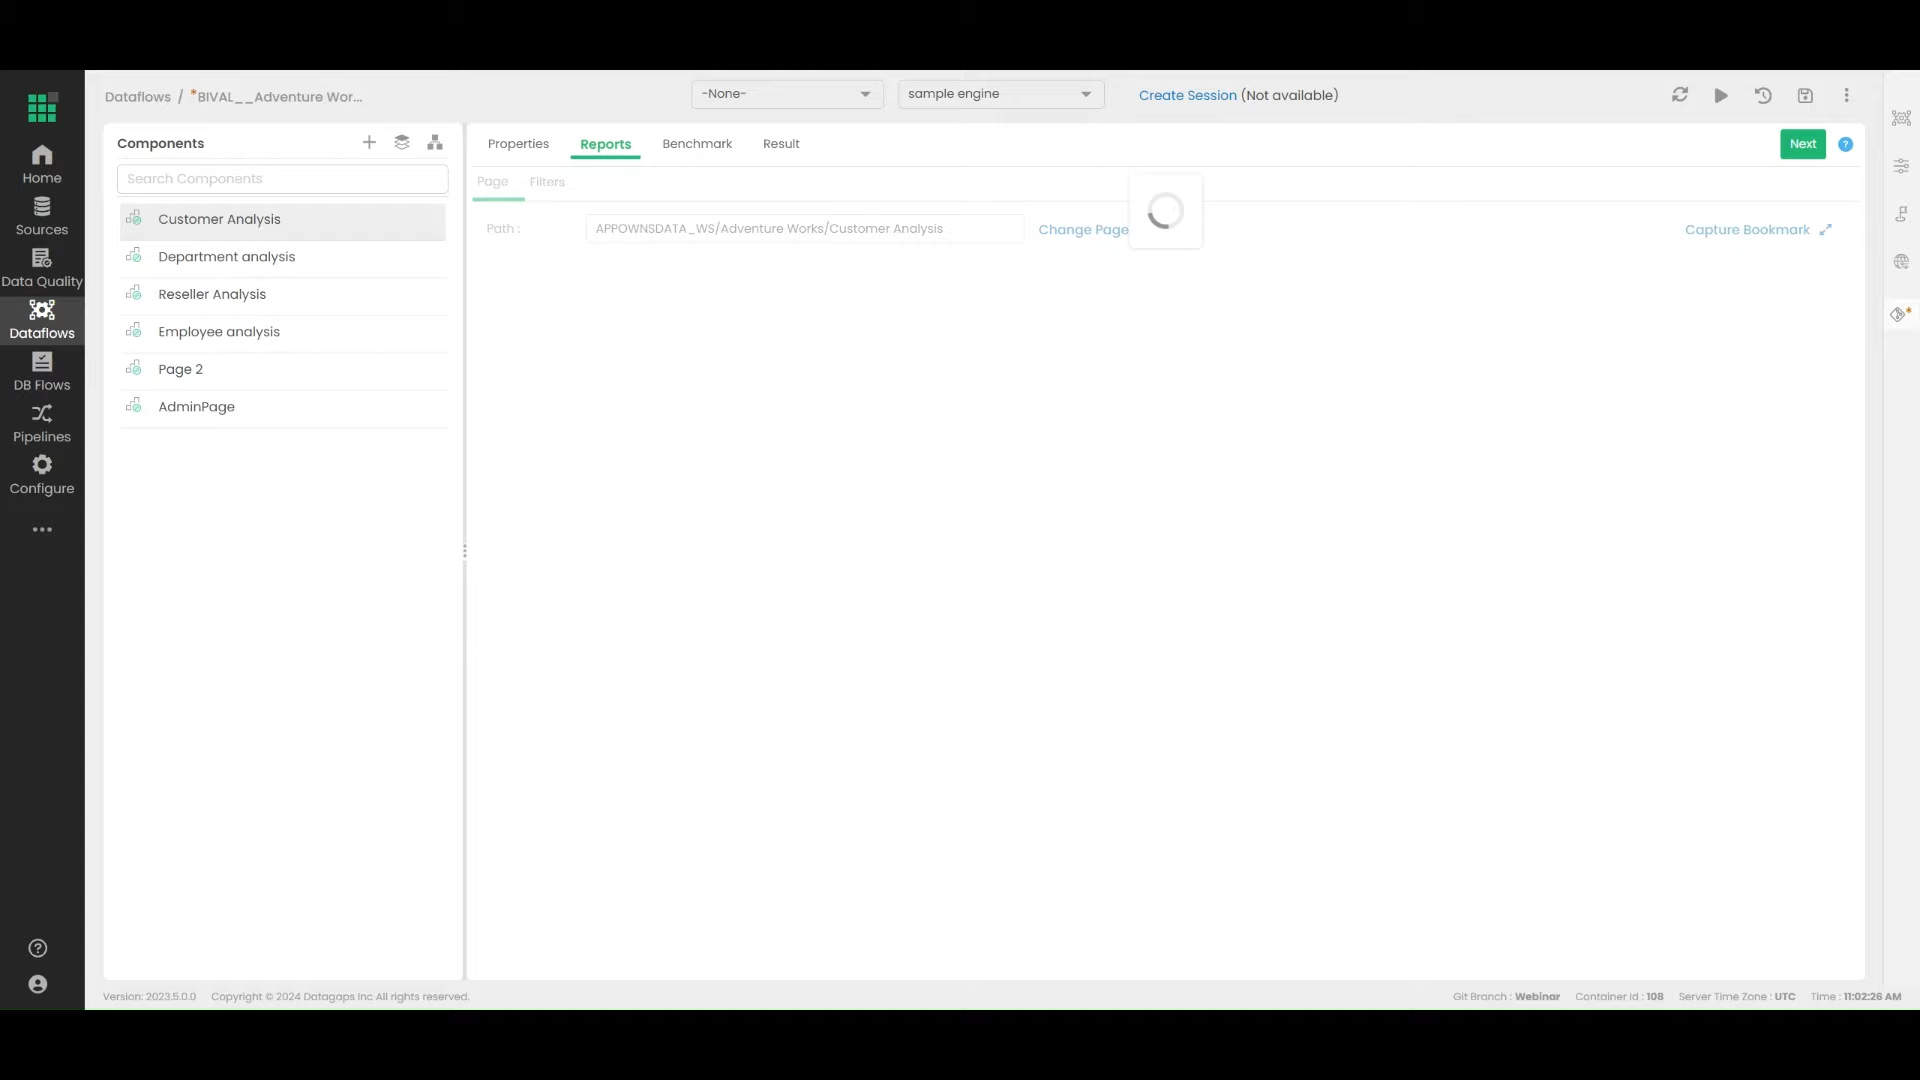 Dataflows / *BIVAL__Adventure Wor...
-None-
sample engine
Create Session (Not available)
Home
Sources
Data Quality
Dataflows
DB Flows
Pipelines
Configure
Components
Search Components
Customer Analysis
Department analysis
Reseller Analysis
Employee analysis
Page 2
AdminPage
Properties Reports Benchmark Result
Next
?
Page Filters
Path : APPOWNSDATA_WS/Adventure Works/Customer Analysis Change Page
Capture Bookmark
Version: 2023.5.0.0 Copyright © 2024 Datagaps Inc All rights reserved.
Git Branch : Webinar Container Id : 108 Server Time Zone : UTC Time : 11:02:26 AM